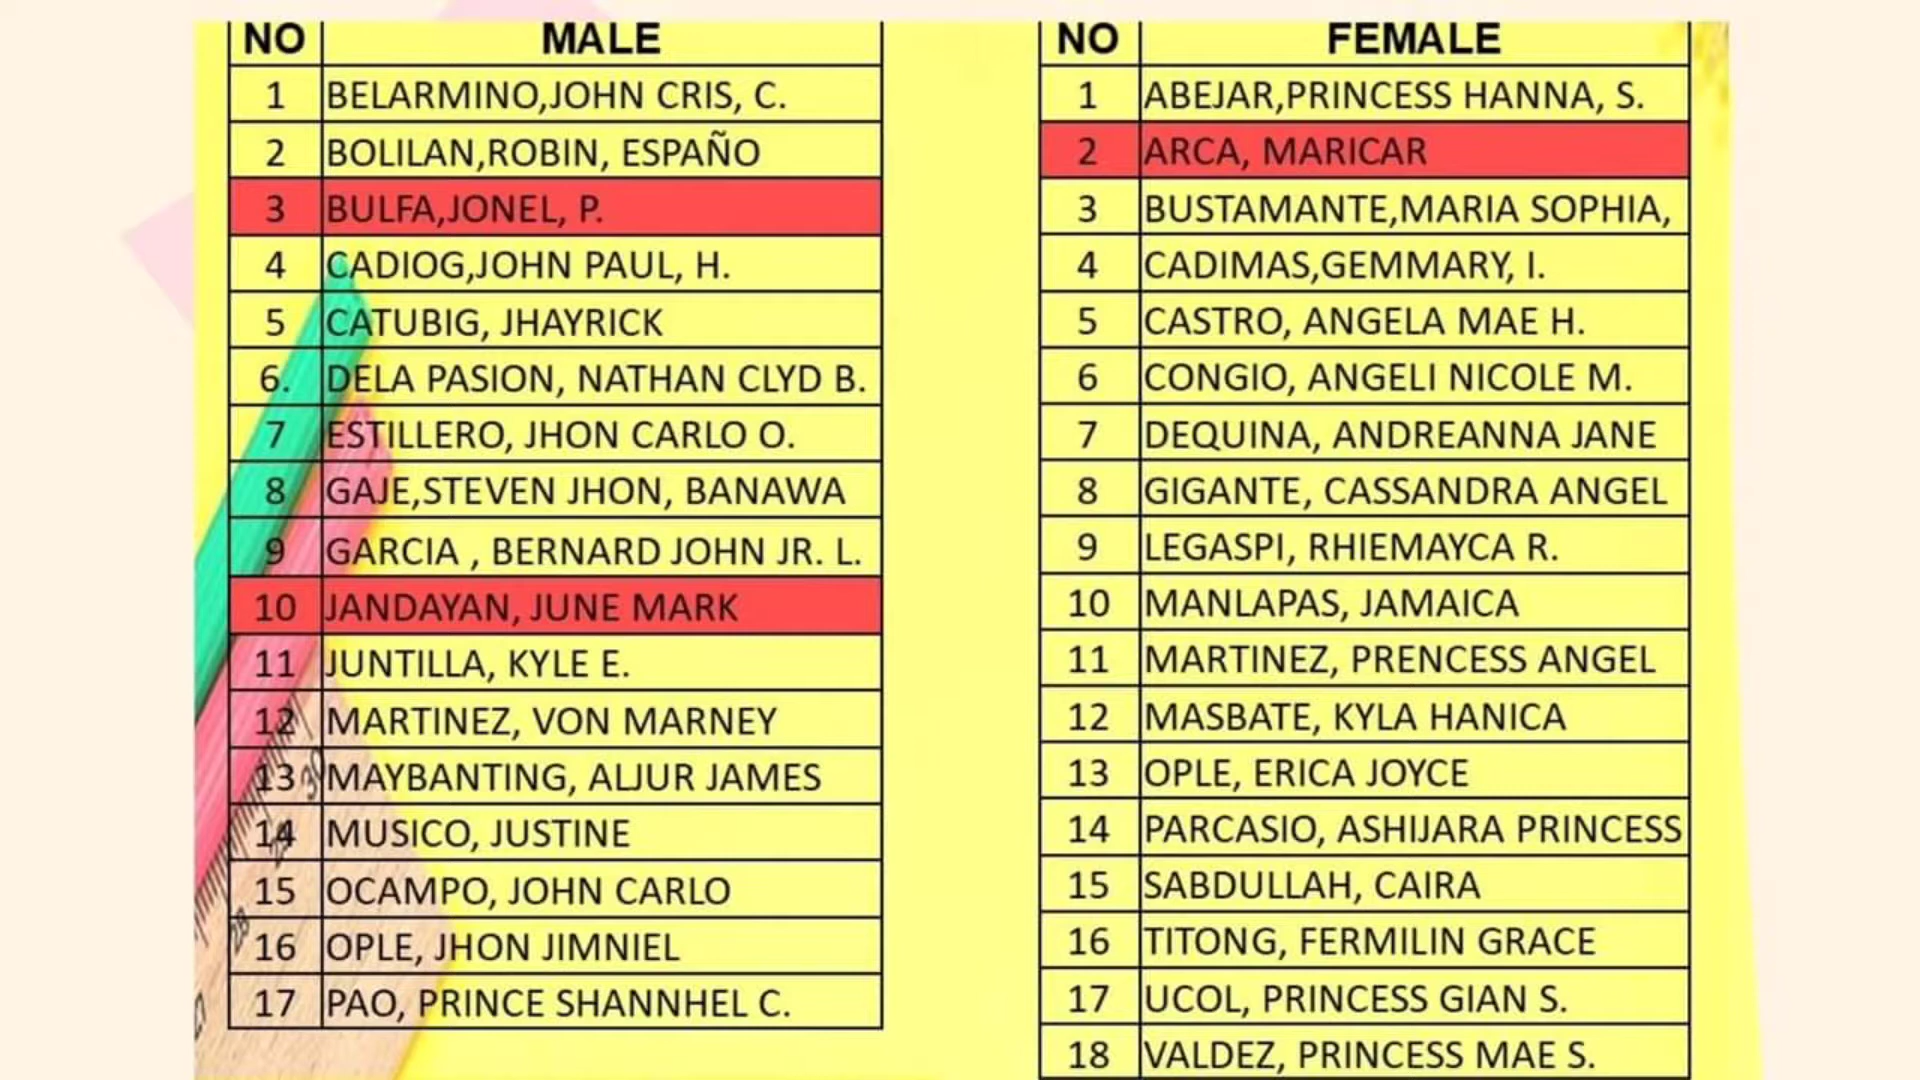 NO MALE
1 BELARMINO,JOHN CRIS, C.
2 BOLILAN,ROBIN, ESPAÑO
3 BULFA,JONEL, P.
4 CADIOG,JOHN PAUL, H.
5 CATUBIG, JHAYRICK
6. DELA PASION, NATHAN CLYD B.
7 ESTILLERO, JHON CARLO O.
8 GAJE,STEVEN JHON, BANAWA
9 GARCIA , BERNARD JOHN JR. L.
10 JANDAYAN, JUNE MARK
11 JUNTILLA, KYLE E.
12 MARTINEZ, VON MARNEY
13 MAYBANTING, ALJUR JAMES
14 MUSICO, JUSTINE
15 OCAMPO, JOHN CARLO
16 OPLE, JHON JIMNIEL
17 PAO, PRINCE SHANNHEL C.
NO FEMALE
1 ABEJAR,PRINCESS HANNA, S.
2 ARCA, MARICAR
3 BUSTAMANTE,MARIA SOPHIA,
4 CADIMAS,GEMMARY, I.
5 CASTRO, ANGELA MAE H.
6 CONGIO, ANGELI NICOLE M.
7 DEQUINA, ANDREANNA JANE
8 GIGANTE, CASSANDRA ANGEL
9 LEGASPI, RHIEMAYCA R.
10 MANLAPAS, JAMAICA
11 MARTINEZ, PRENCESS ANGEL
12 MASBATE, KYLA HANICA
13 OPLE, ERICA JOYCE
14 PARCASIO, ASHIJARA PRINCESS
15 SABDULLAH, CAIRA
16 TITONG, FERMILIN GRACE
17 UCOL, PRINCESS GIAN S.
18 VALDEZ, PRINCESS MAE S.